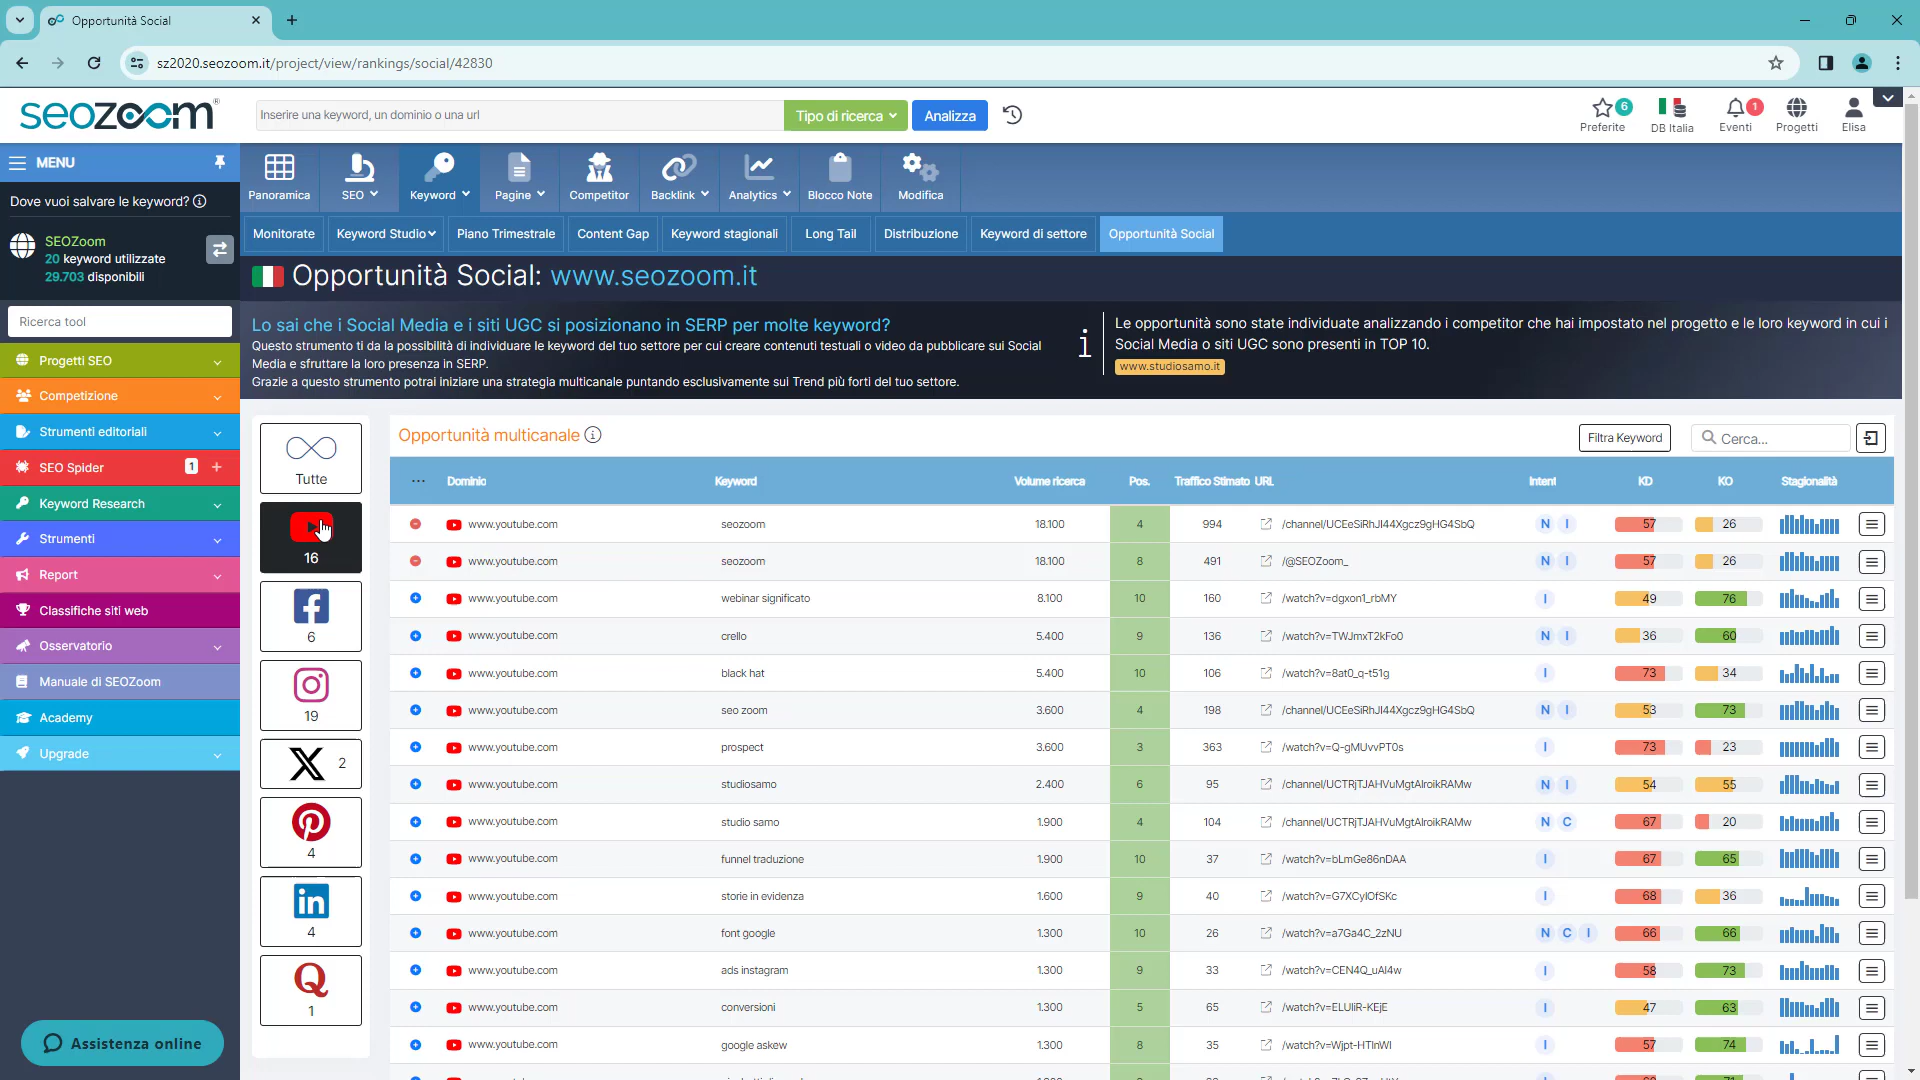 Opportunità Social
sz2020.seozoom.it/project/view/rankings/social/42830
seozoom®
Inserire una keyword, un dominio o una url
Tipo di ricerca
Analizza
6
Preferite
DB Italia
1
Eventi
Progetti
Elisa
MENU
Dove vuoi salvare le keyword?
SEOZoom
20 keyword utilizzate
29.703 disponibili
Ricerca tool
Progetti SEO
Competizione
Strumenti editoriali
SEO Spider 1 +
Keyword Research
Strumenti
Report
Classifiche siti web
Osservatorio
Manuale di SEOZoom
Academy
Upgrade
Assistenza online
Panoramica
SEO
Keyword
Pagine
Competitor
Backlink
Analytics
Blocco Note
Modifica
Monitorate
Keyword Studio
Piano Trimestrale
Content Gap
Keyword stagionali
Long Tail
Distribuzione
Keyword di settore
Opportunità Social
Opportunità Social: www.seozoom.it
Lo sai che i Social Media e i siti UGC si posizionano in SERP per molte keyword?
Questo strumento ti da la possibilità di individuare le keyword del tuo settore per cui creare contenuti testuali o video da pubblicare sui Social
Media e sfruttare la loro presenza in SERP.
Grazie a questo strumento potrai iniziare una strategia multicanale puntando esclusivamente sui Trend più forti del tuo settore.
Le opportunità sono state individuate analizzando i competitor che hai impostato nel progetto e le loro keyword in cui i
Social Media o siti UGC sono presenti in TOP 10.
www.studiosamo.it
Tutte
16
6
19
2
4
4
1
Opportunità multicanale
Filtra Keyword
Cerca...
... Dominio Keyword Volume ricerca Pos. Traffico Stimato URL Intent KD KO Stagionalità
www.youtube.com seozoom 18.100 4 994 /channel/UCEeSiRhJI44Xgcz9gHG4SbQ N I 57 26
www.youtube.com seozoom 18.100 8 491 /@SEOZoom_ N I 57 26
www.youtube.com webinar significato 8.100 10 160 /watch?v=dgxon1_rbMY I 49 76
www.youtube.com crello 5.400 9 136 /watch?v=TWJmxT2kFo0 N I 36 60
www.youtube.com black hat 5.400 10 106 /watch?v=8at0_q-t51g I 73 34
www.youtube.com seo zoom 3.600 4 198 /channel/UCEeSiRhJI44Xgcz9gHG4SbQ N I 53 73
www.youtube.com prospect 3.600 3 363 /watch?v=Q-gMUvvPT0s I 73 23
www.youtube.com studiosamo 2.400 6 95 /channel/UCTRjTJAHVuMgtAIroikRAMw N I 54 55
www.youtube.com studio samo 1.900 4 104 /channel/UCTRjTJAHVuMgtAIroikRAMw N C 67 20
www.youtube.com funnel traduzione 1.900 10 37 /watch?v=bLmGe86nDAA I 67 65
www.youtube.com storie in evidenza 1.600 9 40 /watch?v=G7XCyIOfSKc I 68 36
www.youtube.com font google 1.300 10 26 /watch?v=a7Ga4C_2zNU N C I 66 66
www.youtube.com ads instagram 1.300 9 33 /watch?v=CEN4Q_uAI4w I 58 73
www.youtube.com conversioni 1.300 5 65 /watch?v=ELUIiR-KEjE I 47 63
www.youtube.com google askew 1.300 8 35 /watch?v=Wjpt-HTInWI I 57 74